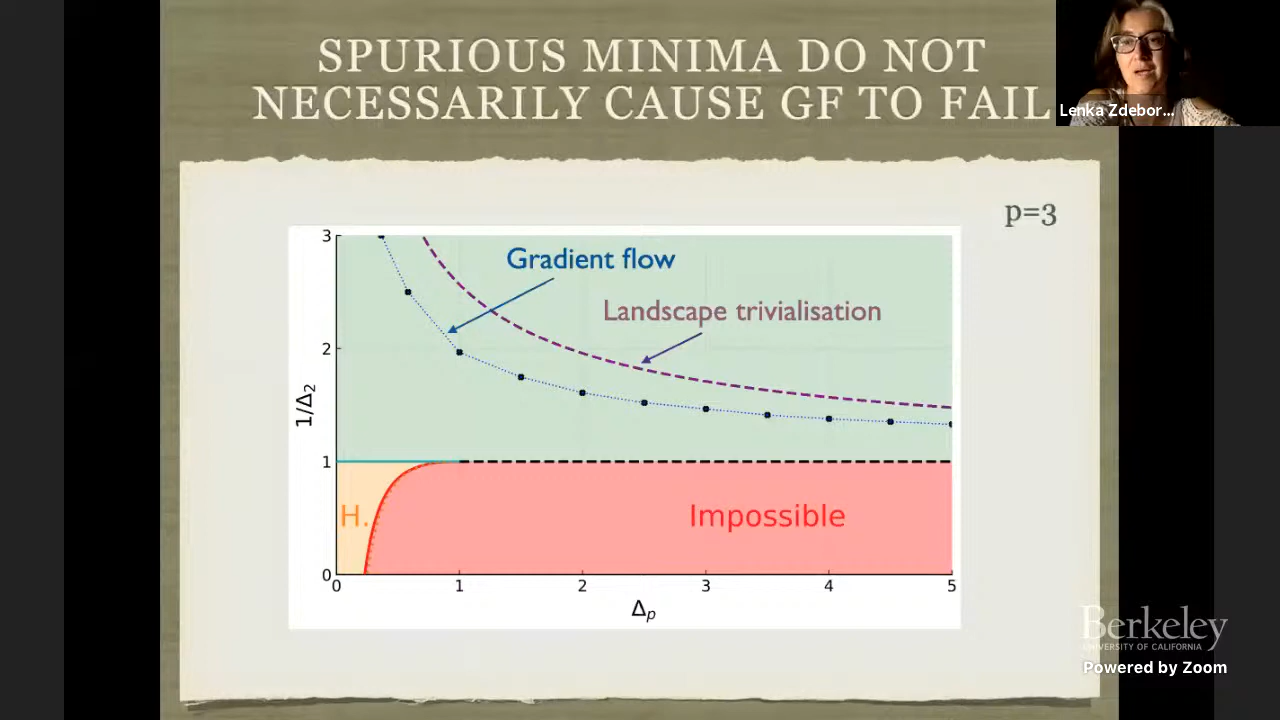 SPURIOUS MINIMA DO NOT
NECESSARILY CAUSE GF TO FAIL
Lenka Zdebor...
p=3
Gradient flow
Landscape trivialisation
H.
Impossible
1/Δ₂
3
2
1
0
0 1 2 3 4 5
Δₚ
Berkeley
UNIVERSITY OF CALIFORNIA
Powered by Zoom